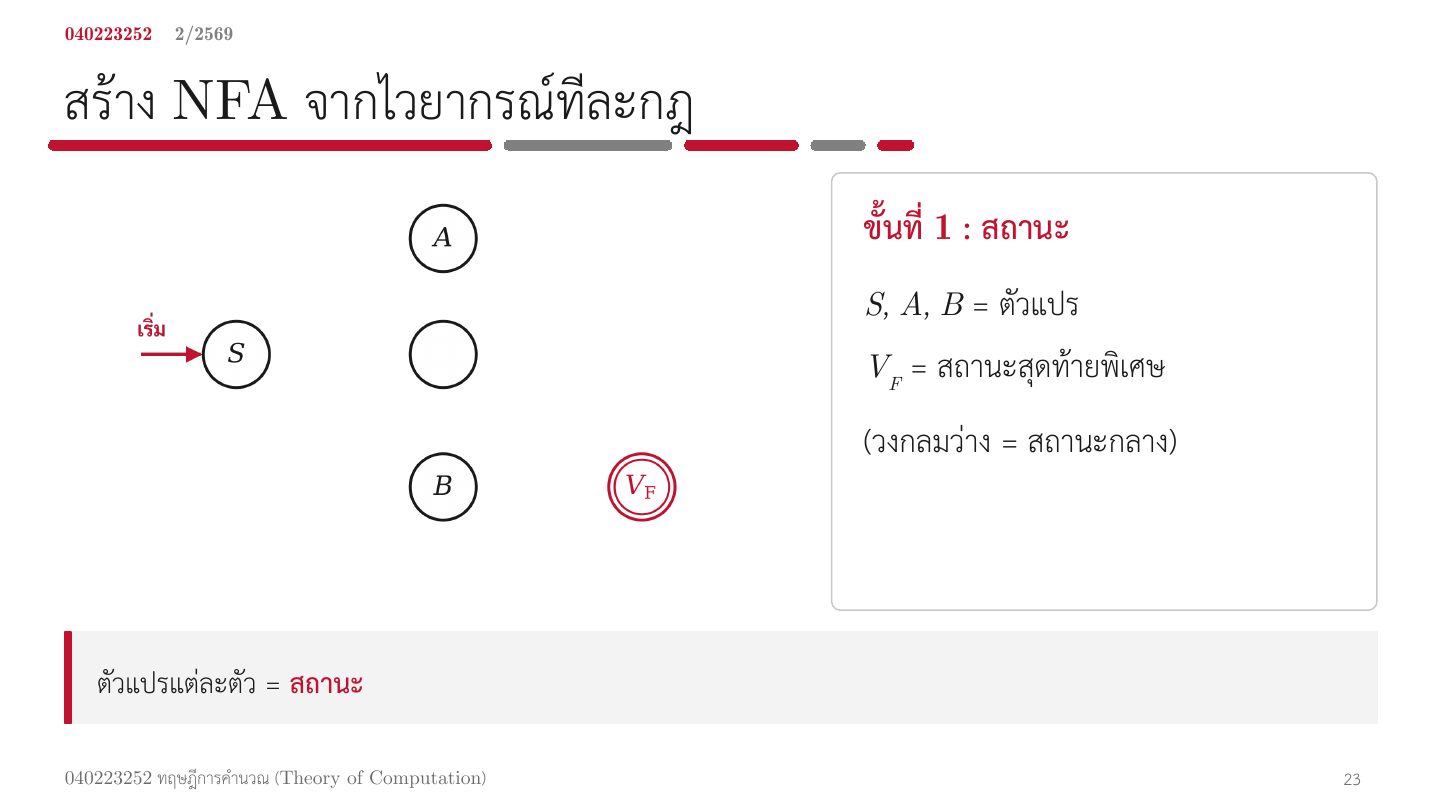 040223252 2/2569
สร้าง NFA จากไวยากรณ์ทีละกฎ
A
เริ่ม
S
B
V_F
ขั้นที่ 1 : สถานะ
S, A, B = ตัวแปร
V_F = สถานะสุดท้ายพิเศษ
(วงกลมว่าง = สถานะกลาง)
ตัวแปรแต่ละตัว = สถานะ
040223252 ทฤษฎีการคำนวณ (Theory of Computation)
23